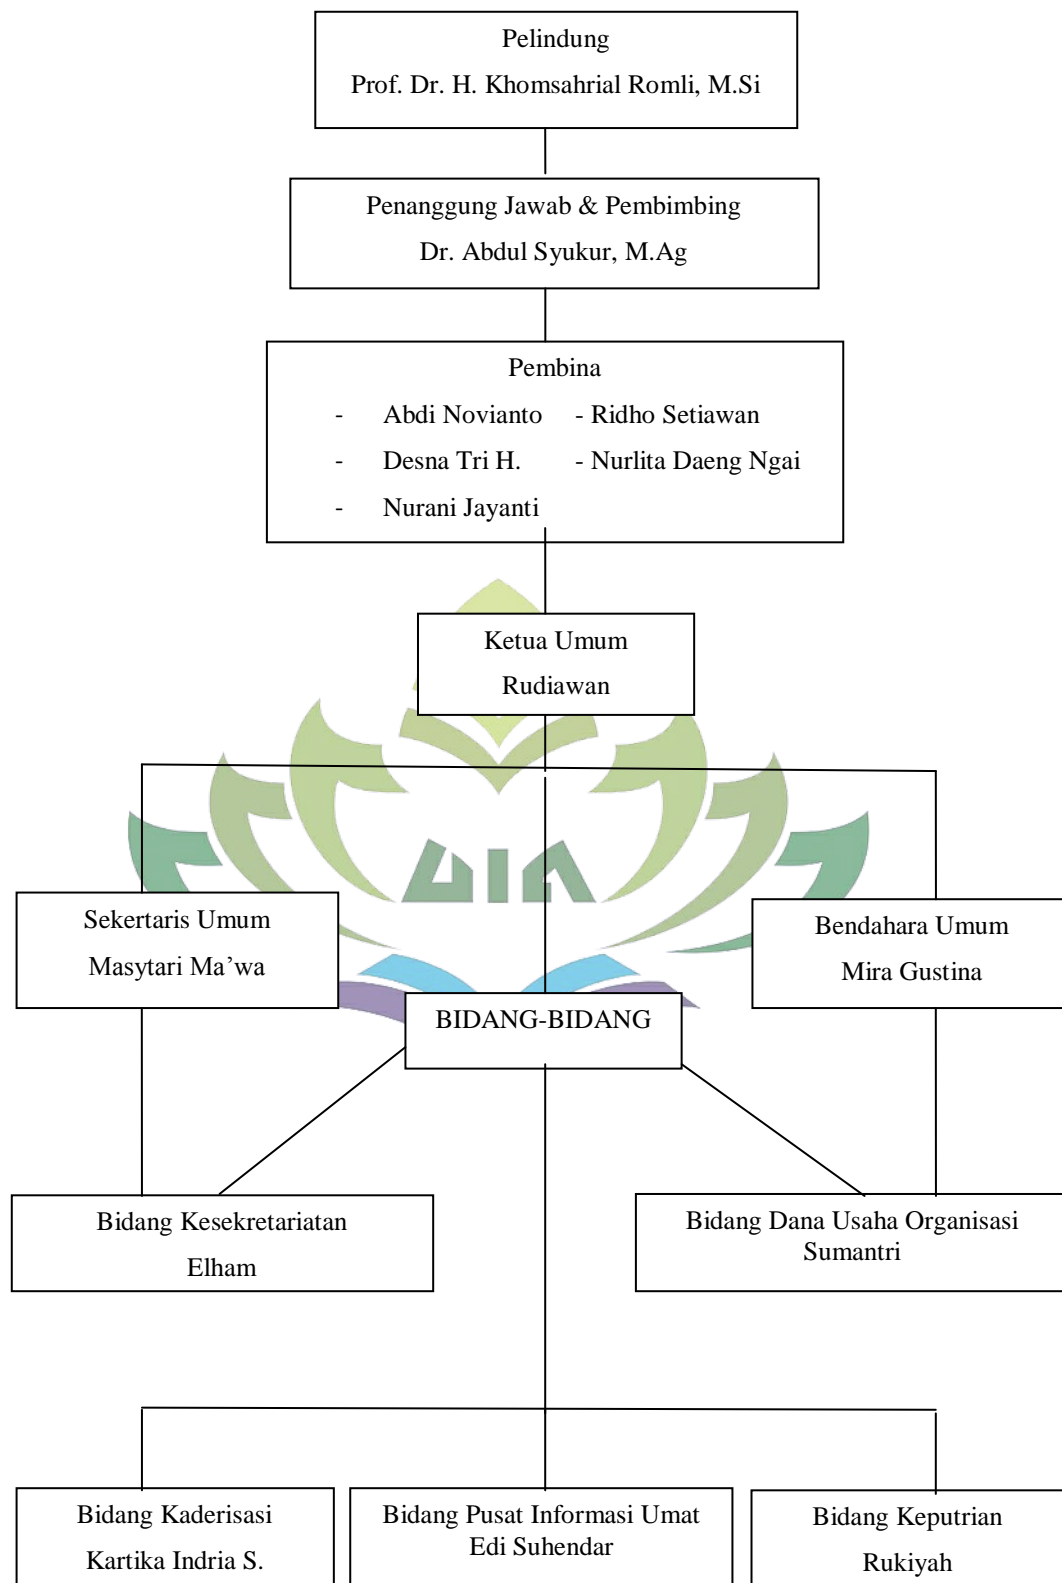 Pelindung
Prof. Dr. H. Khomsahrial Romli, M.Si
Penanggung Jawab & Pembimbing
Dr. Abdul Syukur, M.Ag
Pembina
- Abdi Novianto - Ridho Setiawan
- Desna Tri H. - Nurlita Daeng Ngai
- Nurani Jayanti
Ketua Umum
Rudiawan
UIN
Sekertaris Umum
Masytari Ma’wa
Bendahara Umum
Mira Gustina
BIDANG-BIDANG
Bidang Kesekretariatan
Elham
Bidang Dana Usaha Organisasi
Sumantri
Bidang Kaderisasi
Kartika Indria S.
Bidang Pusat Informasi Umat
Edi Suhendar
Bidang Keputrian
Rukiyah